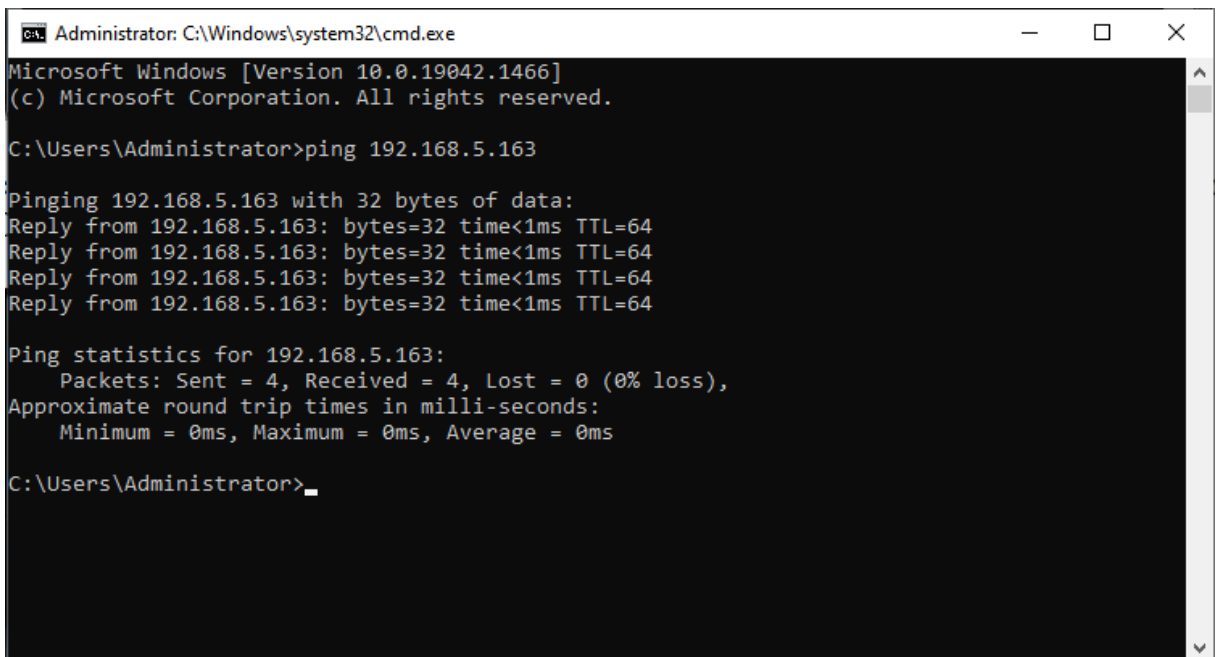 Administrator: C:\Windows\system32\cmd.exe
Microsoft Windows [Version 10.0.19042.1466]
(c) Microsoft Corporation. All rights reserved.
C:\Users\Administrator>ping 192.168.5.163
Pinging 192.168.5.163 with 32 bytes of data:
Reply from 192.168.5.163: bytes=32 time<1ms TTL=64
Reply from 192.168.5.163: bytes=32 time<1ms TTL=64
Reply from 192.168.5.163: bytes=32 time<1ms TTL=64
Reply from 192.168.5.163: bytes=32 time<1ms TTL=64
Ping statistics for 192.168.5.163:
    Packets: Sent = 4, Received = 4, Lost = 0 (0% loss),
Approximate round trip times in milli-seconds:
    Minimum = 0ms, Maximum = 0ms, Average = 0ms
C:\Users\Administrator>